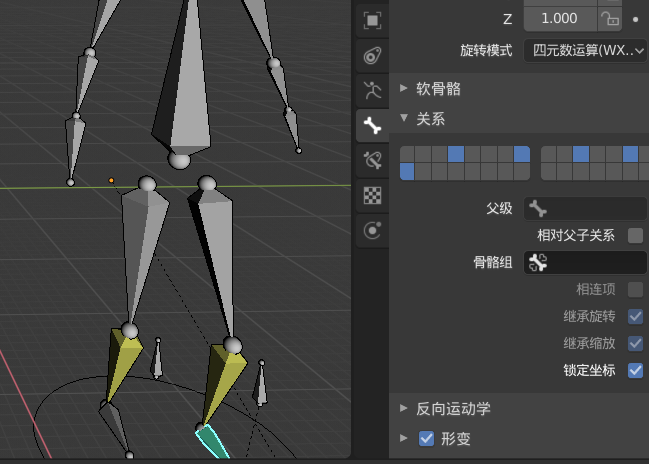 Z 1.000
旋转模式 四元数运算(WX..
软骨骼
关系
父级
相对父子关系
骨骼组
相连项
继承旋转
继承缩放
锁定坐标
反向运动学
形变